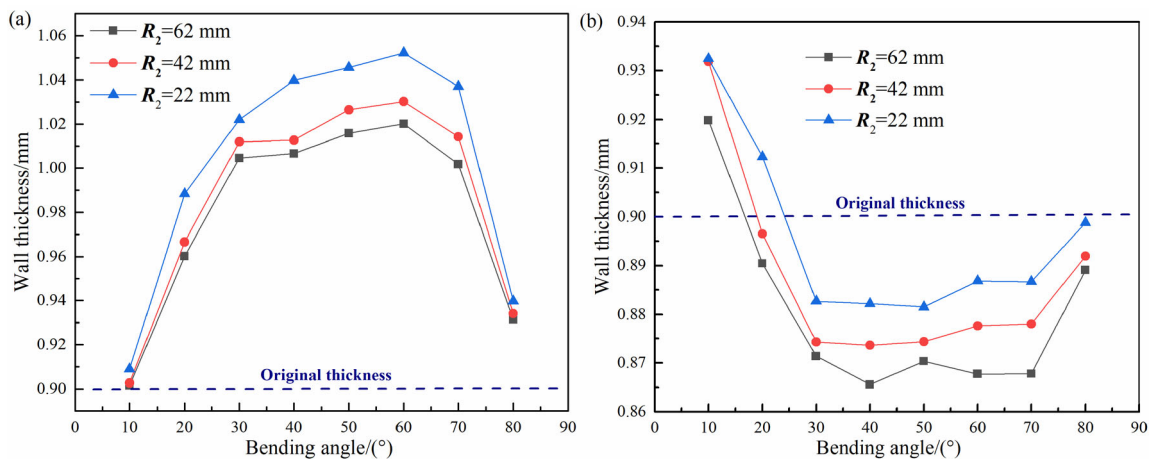 (a)
R₂=62 mm
R₂=42 mm
R₂=22 mm
Original thickness
Wall thickness/mm
1.06
1.04
1.02
1.00
0.98
0.96
0.94
0.92
0.90
0 10 20 30 40 50 60 70 80 90
Bending angle/(°)
(b)
R₂=62 mm
R₂=42 mm
R₂=22 mm
Original thickness
Wall thickness/mm
0.94
0.93
0.92
0.91
0.90
0.89
0.88
0.87
0.86
0 10 20 30 40 50 60 70 80 90
Bending angle/(°)